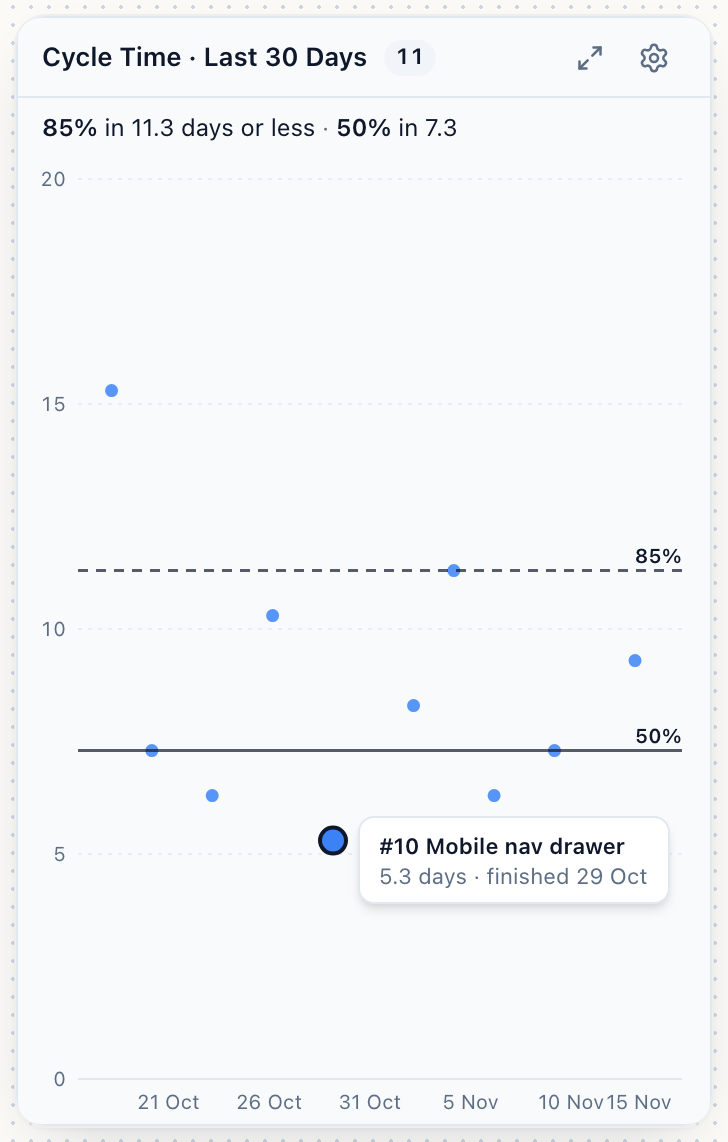 Cycle Time · Last 30 Days 11
85% in 11.3 days or less · 50% in 7.3
20
15
85%
10
50%
#10 Mobile nav drawer
5
5.3 days · finished 29 Oct
0
21 Oct 26 Oct 31 Oct 5 Nov 10 Nov 15 Nov